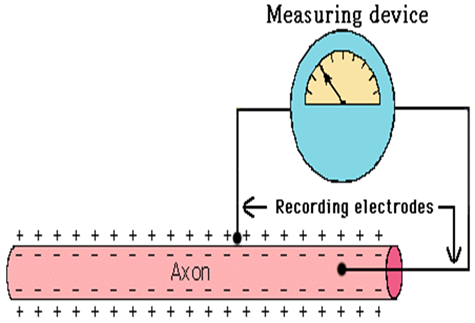 Measuring device
Recording electrodes
+ + + + + + + + + + + + + + + + + + + +
- - - - - - - - - - - - - - - - - - - -
Axon
- - - - - - - - - - - - - - - - - - - -
+ + + + + + + + + + + + + + + + + + + +